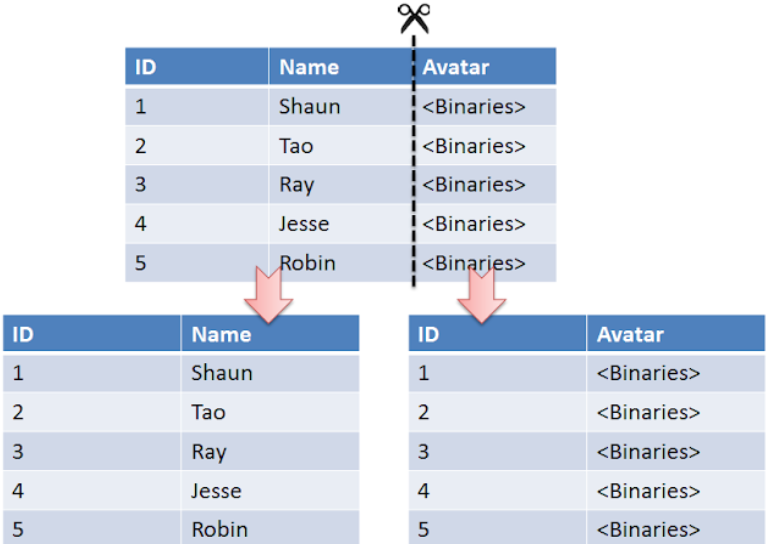 ID Name Avatar
1 Shaun <Binaries>
2 Tao <Binaries>
3 Ray <Binaries>
4 Jesse <Binaries>
5 Robin <Binaries>
ID Name
1 Shaun
2 Tao
3 Ray
4 Jesse
5 Robin
ID Avatar
1 <Binaries>
2 <Binaries>
3 <Binaries>
4 <Binaries>
5 <Binaries>